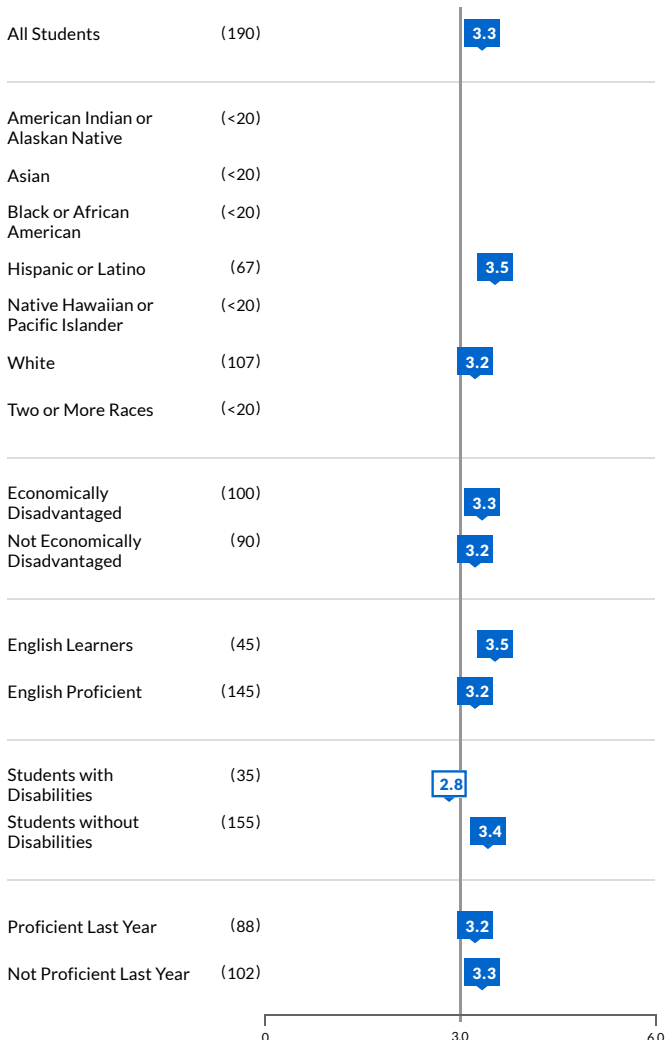 All Students (190) 3.3
American Indian or
Alaskan Native (<20)
Asian (<20)
Black or African
American (<20)
Hispanic or Latino (67) 3.5
Native Hawaiian or
Pacific Islander (<20)
White (107) 3.2
Two or More Races (<20)
Economically
Disadvantaged (100) 3.3
Not Economically
Disadvantaged (90) 3.2
English Learners (45) 3.5
English Proficient (145) 3.2
Students with
Disabilities (35) 2.8
Students without
Disabilities (155) 3.4
Proficient Last Year (88) 3.2
Not Proficient Last Year (102) 3.3
0 3.0 6.0